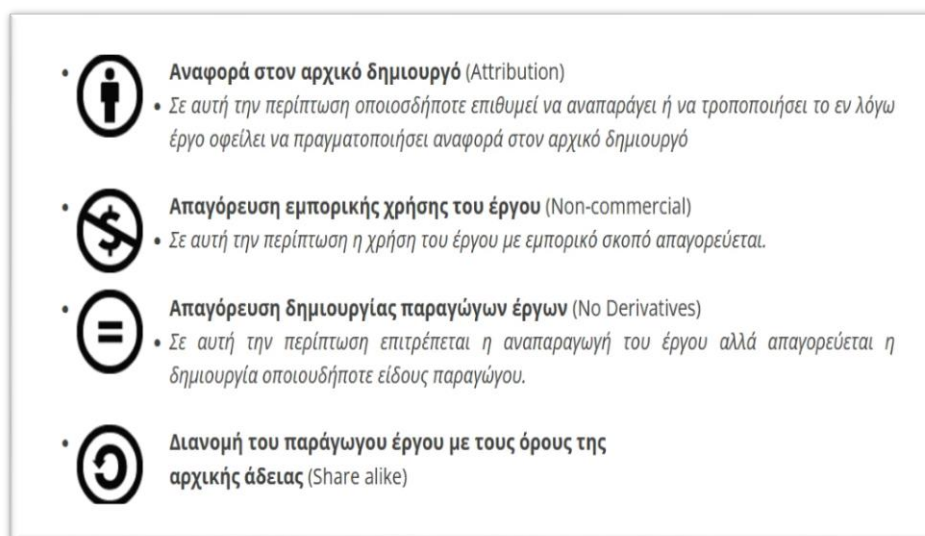 • Αναφορά στον αρχικό δημιουργό (Attribution)
• Σε αυτή την περίπτωση οποιοσδήποτε επιθυμεί να αναπαράγει ή να τροποποιήσει το εν λόγω
έργο οφείλει να πραγματοποιήσει αναφορά στον αρχικό δημιουργό
• Απαγόρευση εμπορικής χρήσης του έργου (Non-commercial)
• Σε αυτή την περίπτωση η χρήση του έργου με εμπορικό σκοπό απαγορεύεται.
• Απαγόρευση δημιουργίας παραγώγων έργων (No Derivatives)
• Σε αυτή την περίπτωση επιτρέπεται η αναπαραγωγή του έργου αλλά απαγορεύεται η
δημιουργία οποιουδήποτε είδους παραγώγου.
• Διανομή του παράγωγου έργου με τους όρους της
αρχικής άδειας (Share alike)